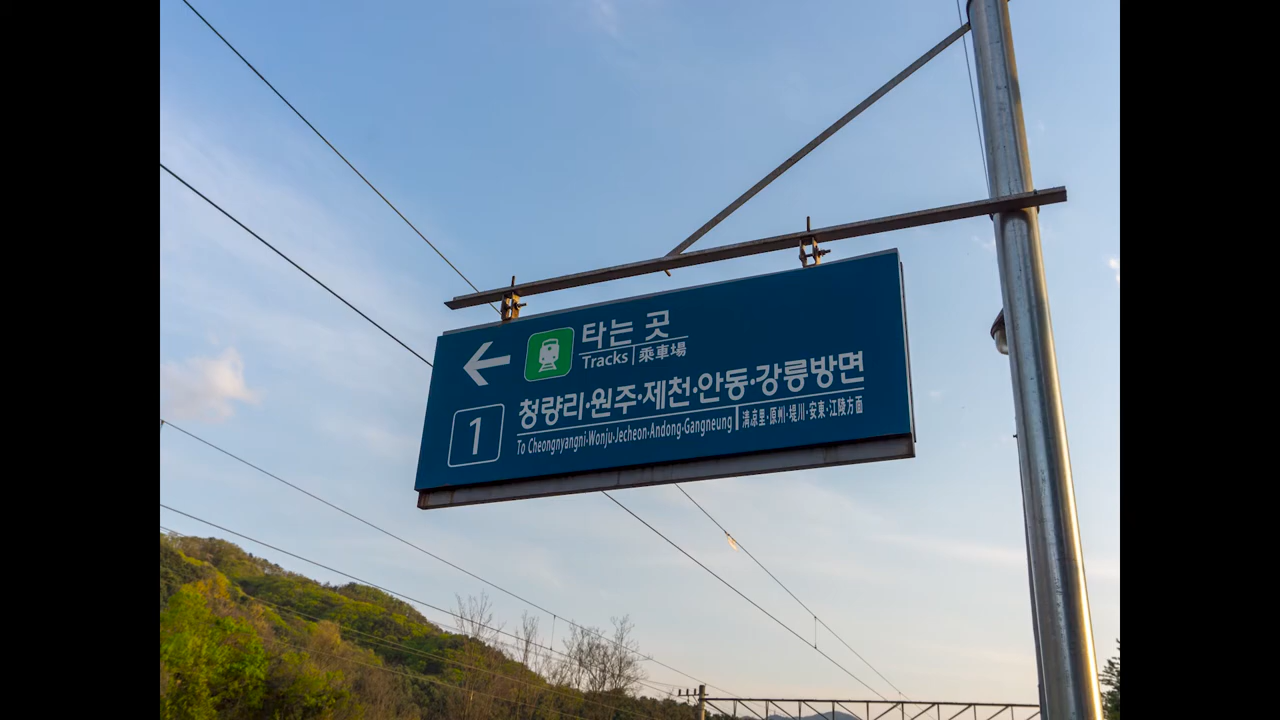 타는 곳
Tracks 乘車場
1
청량리·원주·제천·안동·강릉방면
To Cheongnyangni·Wonju·Jecheon·Andong·Gangneung 淸凉里·原州·堤川·安東·江陵方面